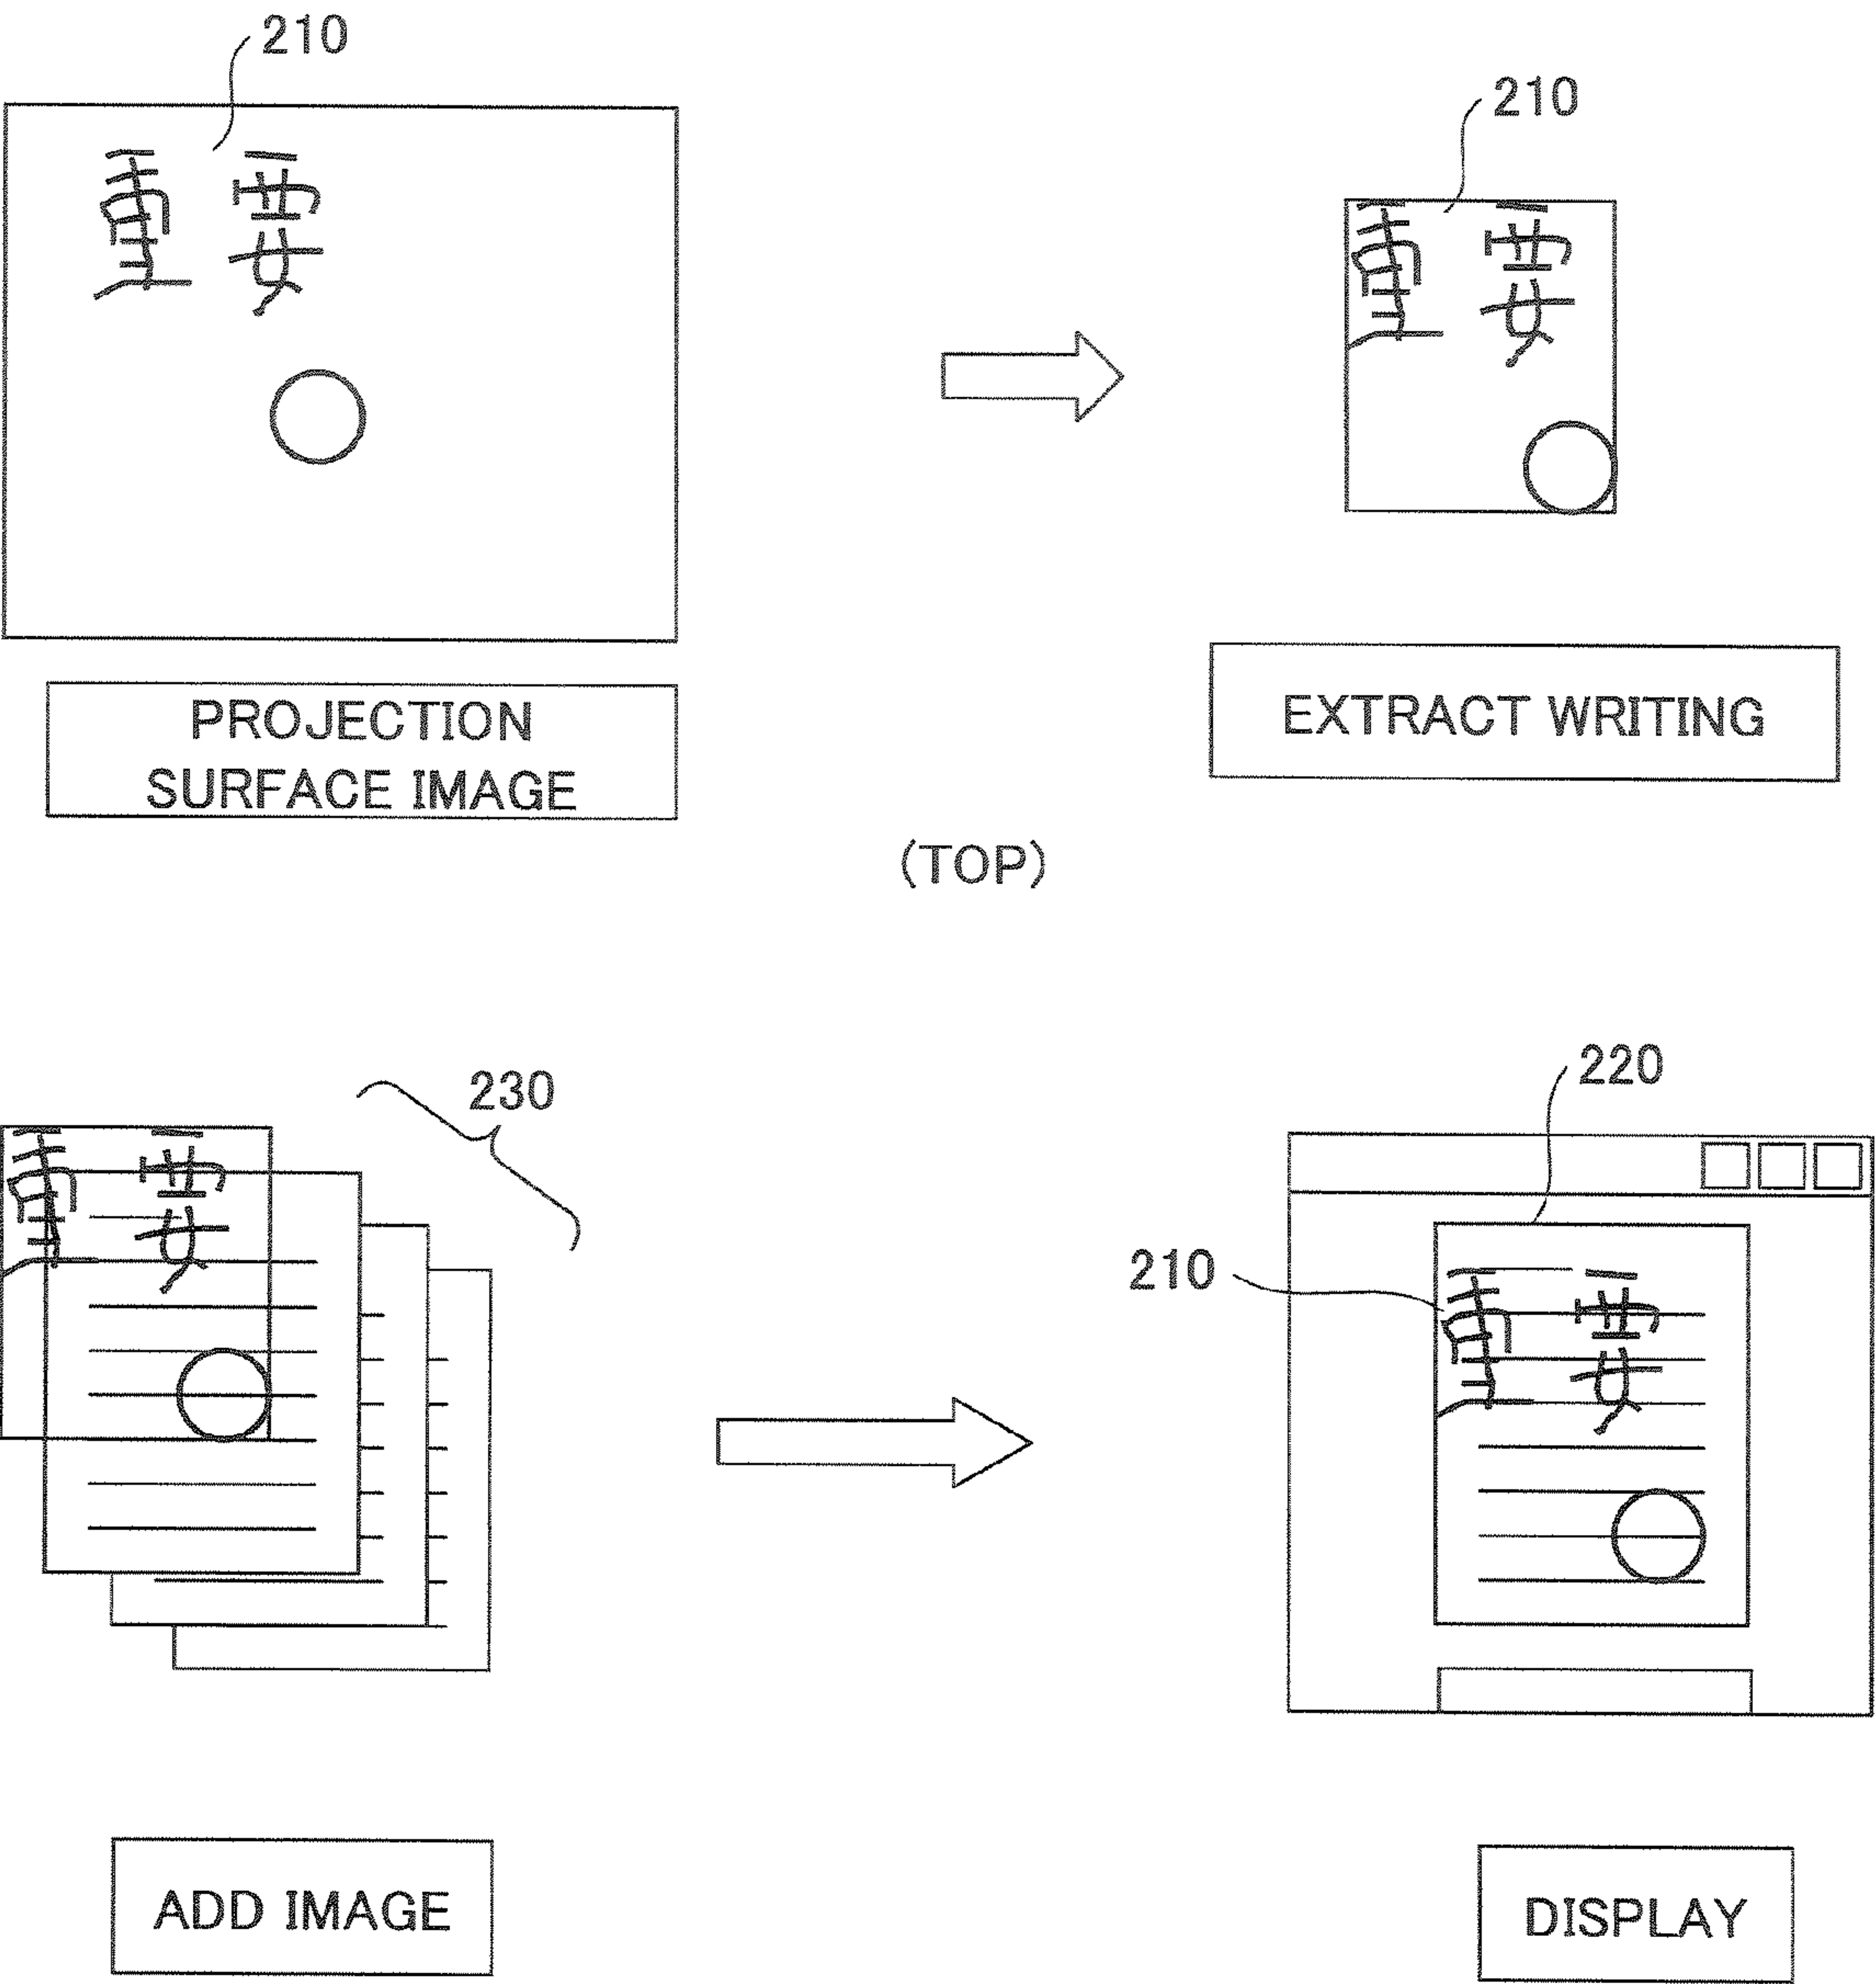 210
重要
PROJECTION
SURFACE IMAGE
210
重要
EXTRACT WRITING
(TOP)
230
重要
ADD IMAGE
220
210
重要
DISPLAY